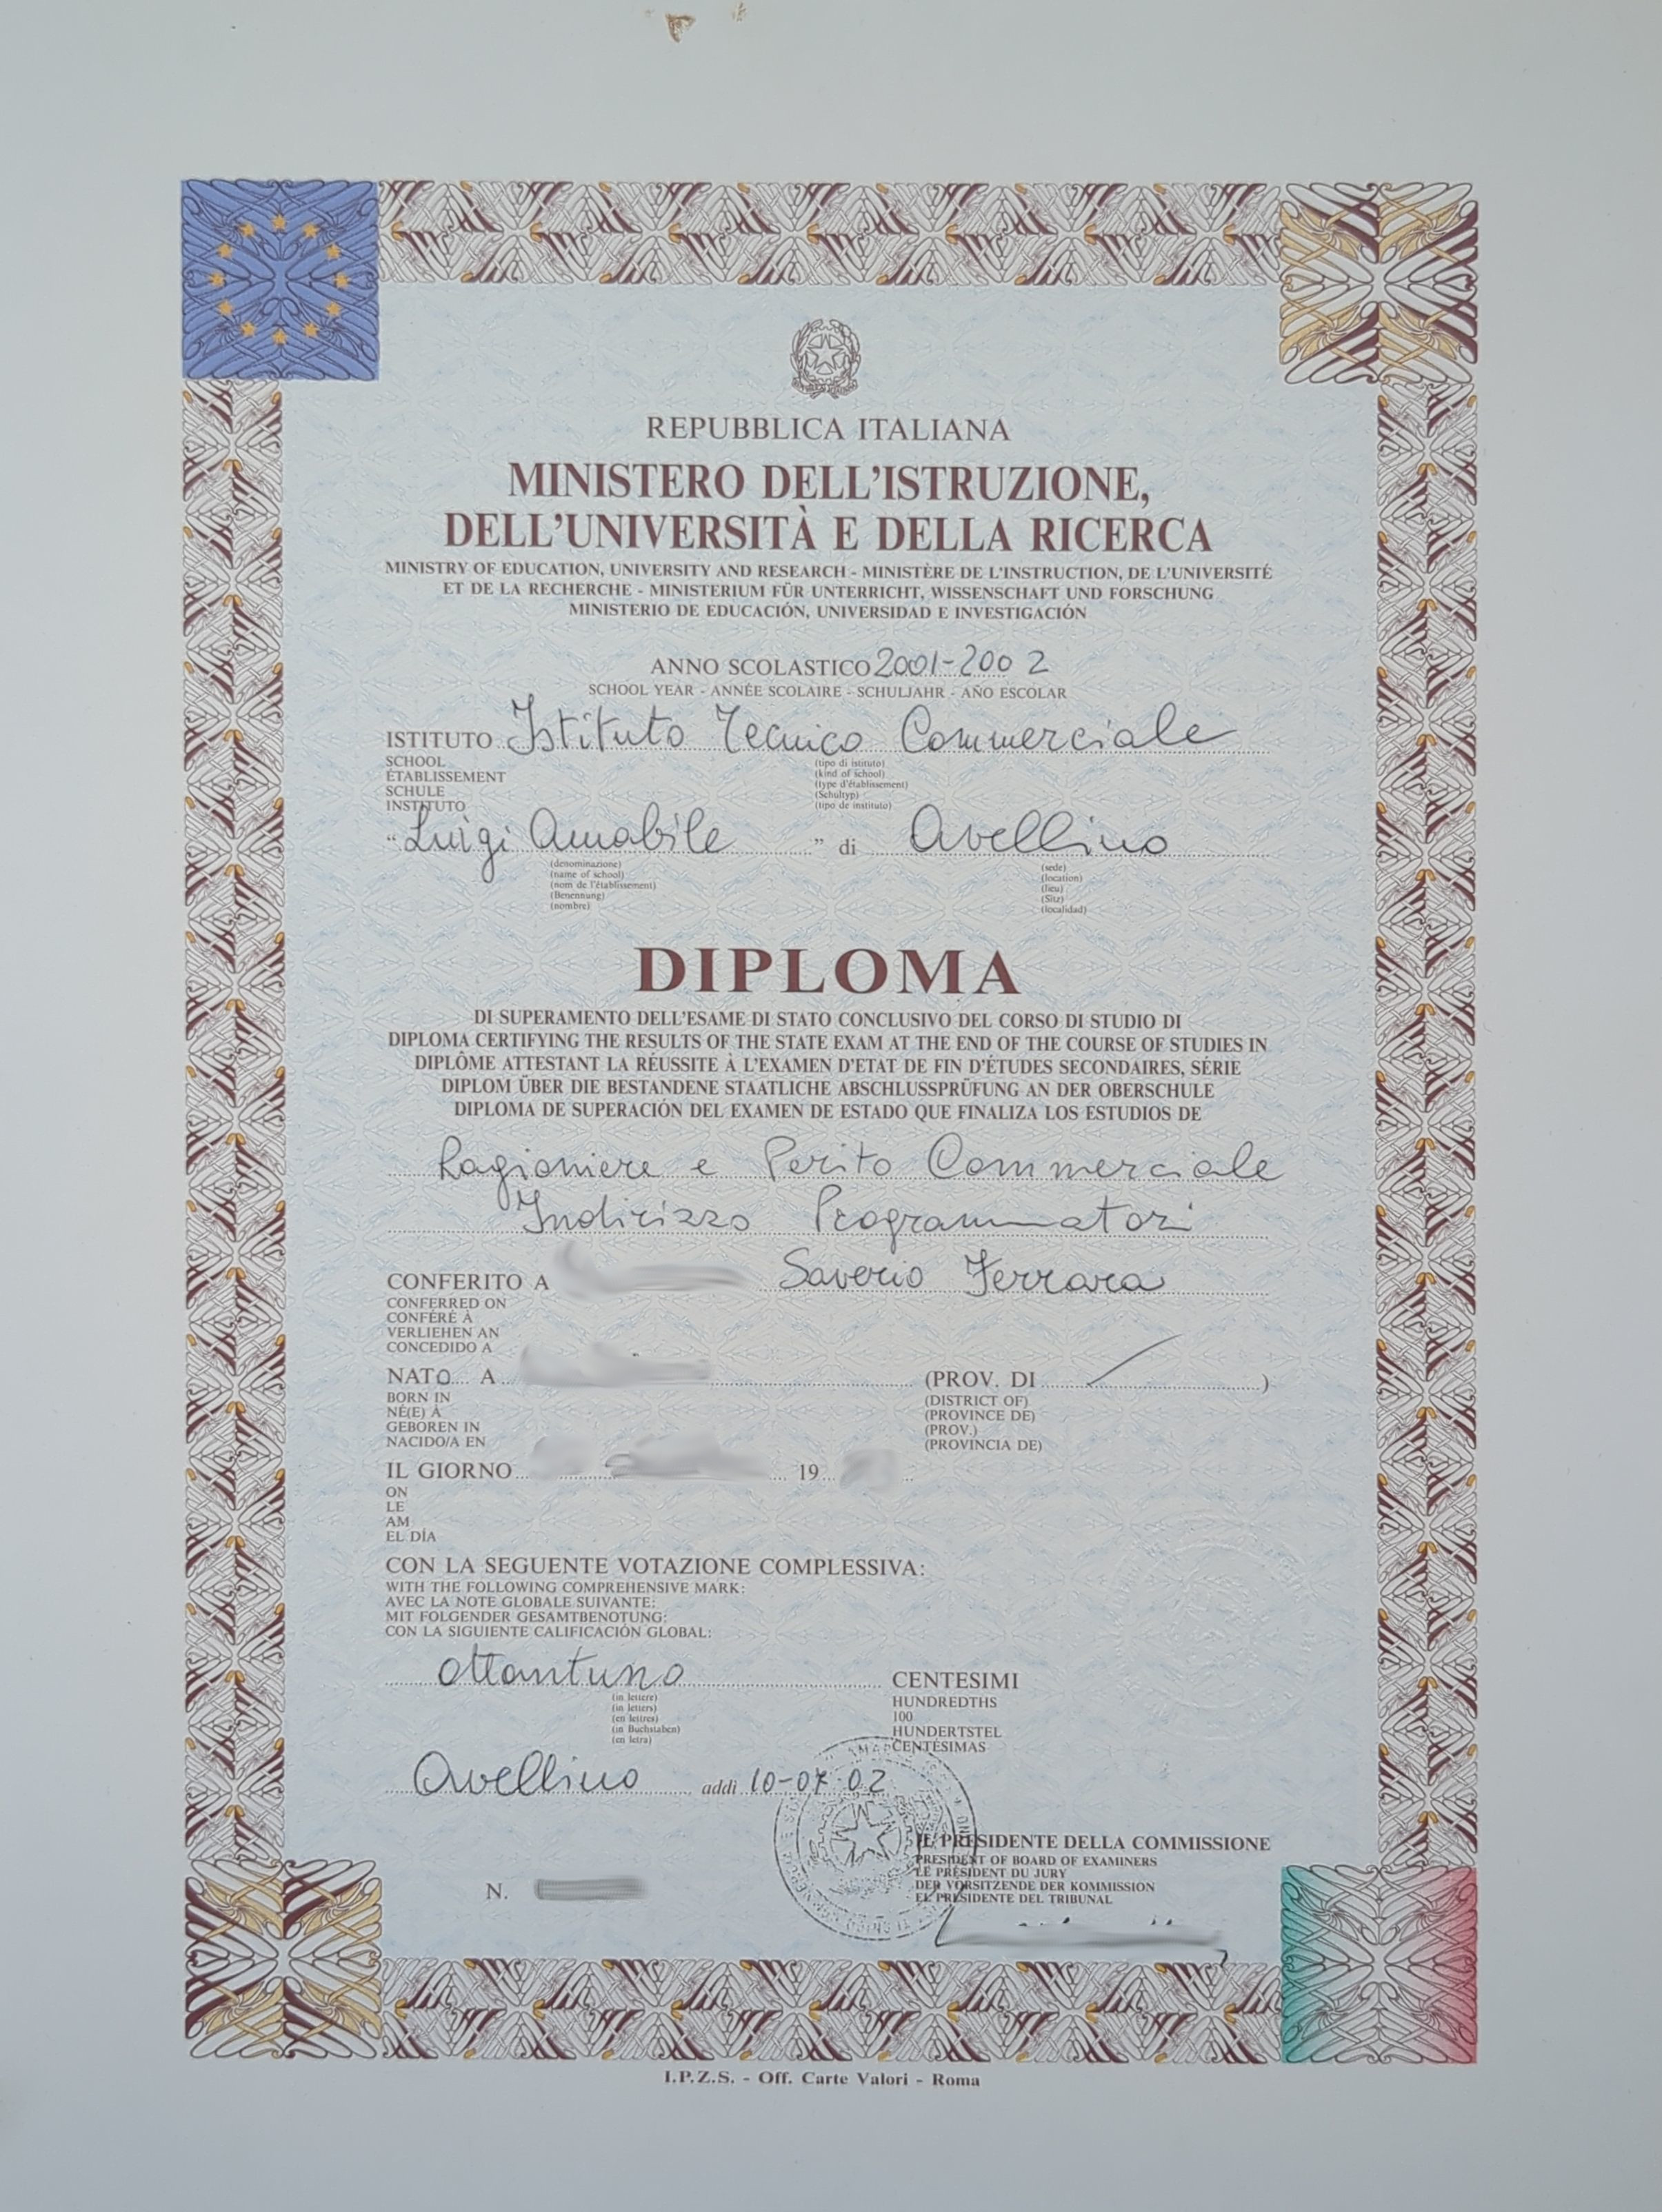 REPUBBLICA ITALIANA
MINISTERO DELL'ISTRUZIONE,
DELL'UNIVERSITÀ E DELLA RICERCA
MINISTRY OF EDUCATION, UNIVERSITY AND RESEARCH - MINISTÈRE DE L'INSTRUCTION, DE L'UNIVERSITÉ
ET DE LA RECHERCHE - MINISTERIUM FÜR UNTERRICHT, WISSENSCHAFT UND FORSCHUNG
MINISTERIO DE EDUCACIÓN, UNIVERSIDAD E INVESTIGACIÓN
ANNO SCOLASTICO 2001-2002
SCHOOL YEAR - ANNÉE SCOLAIRE - SCHULJAHR - AÑO ESCOLAR
ISTITUTO Istituto Tecnico Commerciale
SCHOOL
ÉTABLISSEMENT
SCHULE
INSTITUTO
(tipo di istituto)
(kind of school)
(type d'établissement)
(Schultyp)
(tipo de instituto)
"Luigi Amabile" di Avellino
(denominazione)
(name of school)
(nom de l'établissement)
(Benennung)
(nombre)
(sede)
(location)
(lieu)
(Sitz)
(localidad)
DIPLOMA
DI SUPERAMENTO DELL'ESAME DI STATO CONCLUSIVO DEL CORSO DI STUDIO DI
DIPLOMA CERTIFYING THE RESULTS OF THE STATE EXAM AT THE END OF THE COURSE OF STUDIES IN
DIPLÔME ATTESTANT LA RÉUSSITE À L'EXAMEN D'ETAT DE FIN D'ÉTUDES SECONDAIRES, SÉRIE
DIPLOM ÜBER DIE BESTANDENE STAATLICHE ABSCHLUSSPRÜFUNG AN DER OBERSCHULE
DIPLOMA DE SUPERACIÓN DEL EXAMEN DE ESTADO QUE FINALIZA LOS ESTUDIOS DE
Ragioniere e Perito Commerciale
Indirizzo Programmatori
CONFERITO A Saverio Ferrara
CONFERRED ON
CONFÉRÉ À
VERLIEHEN AN
CONCEDIDO A
NATO A (PROV. DI / )
BORN IN
NÉ(E) À
GEBOREN IN
NACIDO/A EN
(DISTRICT OF)
(PROVINCE DE)
(PROV.)
(PROVINCIA DE)
IL GIORNO 19
ON
LE
AM
EL DÍA
CON LA SEGUENTE VOTAZIONE COMPLESSIVA:
WITH THE FOLLOWING COMPREHENSIVE MARK:
AVEC LA NOTE GLOBALE SUIVANTE:
MIT FOLGENDER GESAMTBENOTUNG:
CON LA SIGUIENTE CALIFICACIÓN GLOBAL:
ottantuno CENTESIMI
(in lettere)
(in letters)
(en lettres)
(in Buchstaben)
(en letra)
HUNDREDTHS
100
HUNDERTSTEL
CENTÉSIMAS
Avellino addì 10-07-02
IL PRESIDENTE DELLA COMMISSIONE
PRESIDENT OF BOARD OF EXAMINERS
LE PRÉSIDENT DU JURY
DER VORSITZENDE DER KOMMISSION
EL PRESIDENTE DEL TRIBUNAL
N.
I.P.Z.S. - Off. Carte Valori - Roma